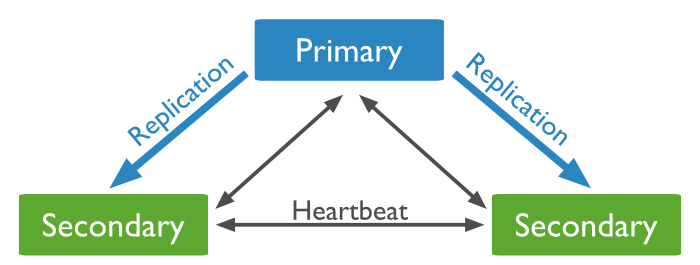 Primary
Replication
Replication
Heartbeat
Secondary
Secondary